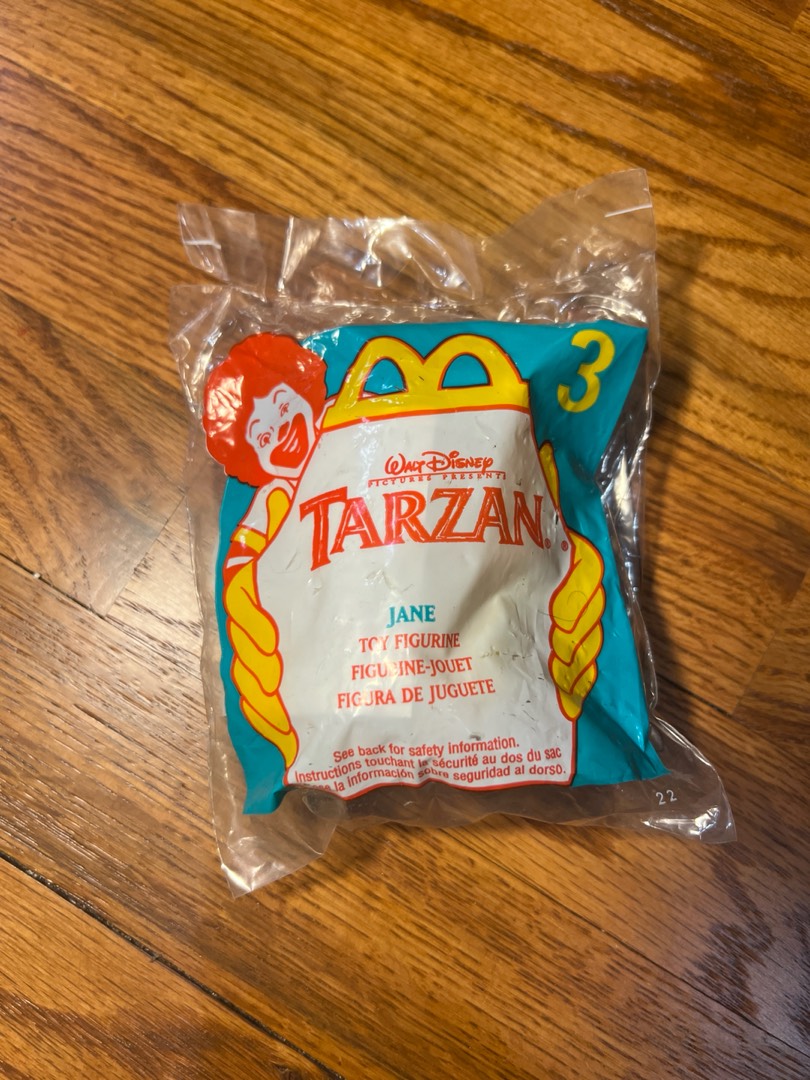 3
WALT DISNEY
PICTURES PRESENTS
TARZAN®
JANE
TOY FIGURINE
FIGURINE-JOUET
FIGURA DE JUGUETE
See back for safety information.
Instructions touchant la sécurité au dos du sac
la información sobre seguridad al dorso.
22